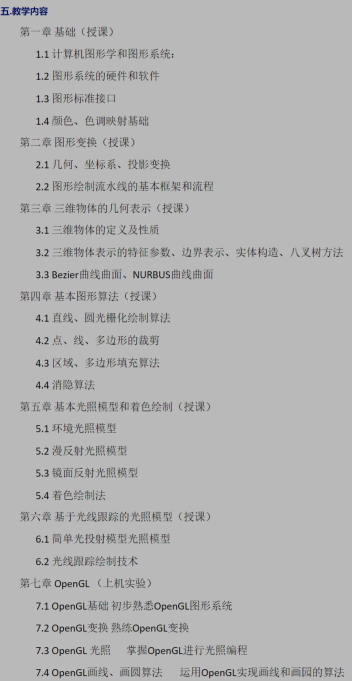 五.教学内容
第一章 基础（授课）
1.1 计算机图形学和图形系统;
1.2 图形系统的硬件和软件
1.3 图形标准接口
1.4 颜色、色调映射基础
第二章 图形变换（授课）
2.1 几何、坐标系、投影变换
2.2 图形绘制流水线的基本框架和流程
第三章 三维物体的几何表示（授课）
3.1 三维物体的定义及性质
3.2 三维物体表示的特征参数、边界表示、实体构造、八叉树方法
3.3 Bezier曲线曲面、NURBUS曲线曲面
第四章 基本图形算法（授课）
4.1 直线、圆光栅化绘制算法
4.2 点、线、多边形的裁剪
4.3 区域、多边形填充算法
4.4 消隐算法
第五章 基本光照模型和着色绘制（授课）
5.1 环境光照模型
5.2 漫反射光照模型
5.3 镜面反射光照模型
5.4 着色绘制法
第六章 基于光线跟踪的光照模型（授课）
6.1 简单光投射模型光照模型
6.2 光线跟踪绘制技术
第七章 OpenGL （上机实验）
7.1 OpenGL基础 初步熟悉OpenGL图形系统
7.2 OpenGL变换 熟练OpenGL变换
7.3 OpenGL 光照 掌握OpenGL进行光照编程
7.4 OpenGL画线、画圆算法 运用OpenGL实现画线和画园的算法